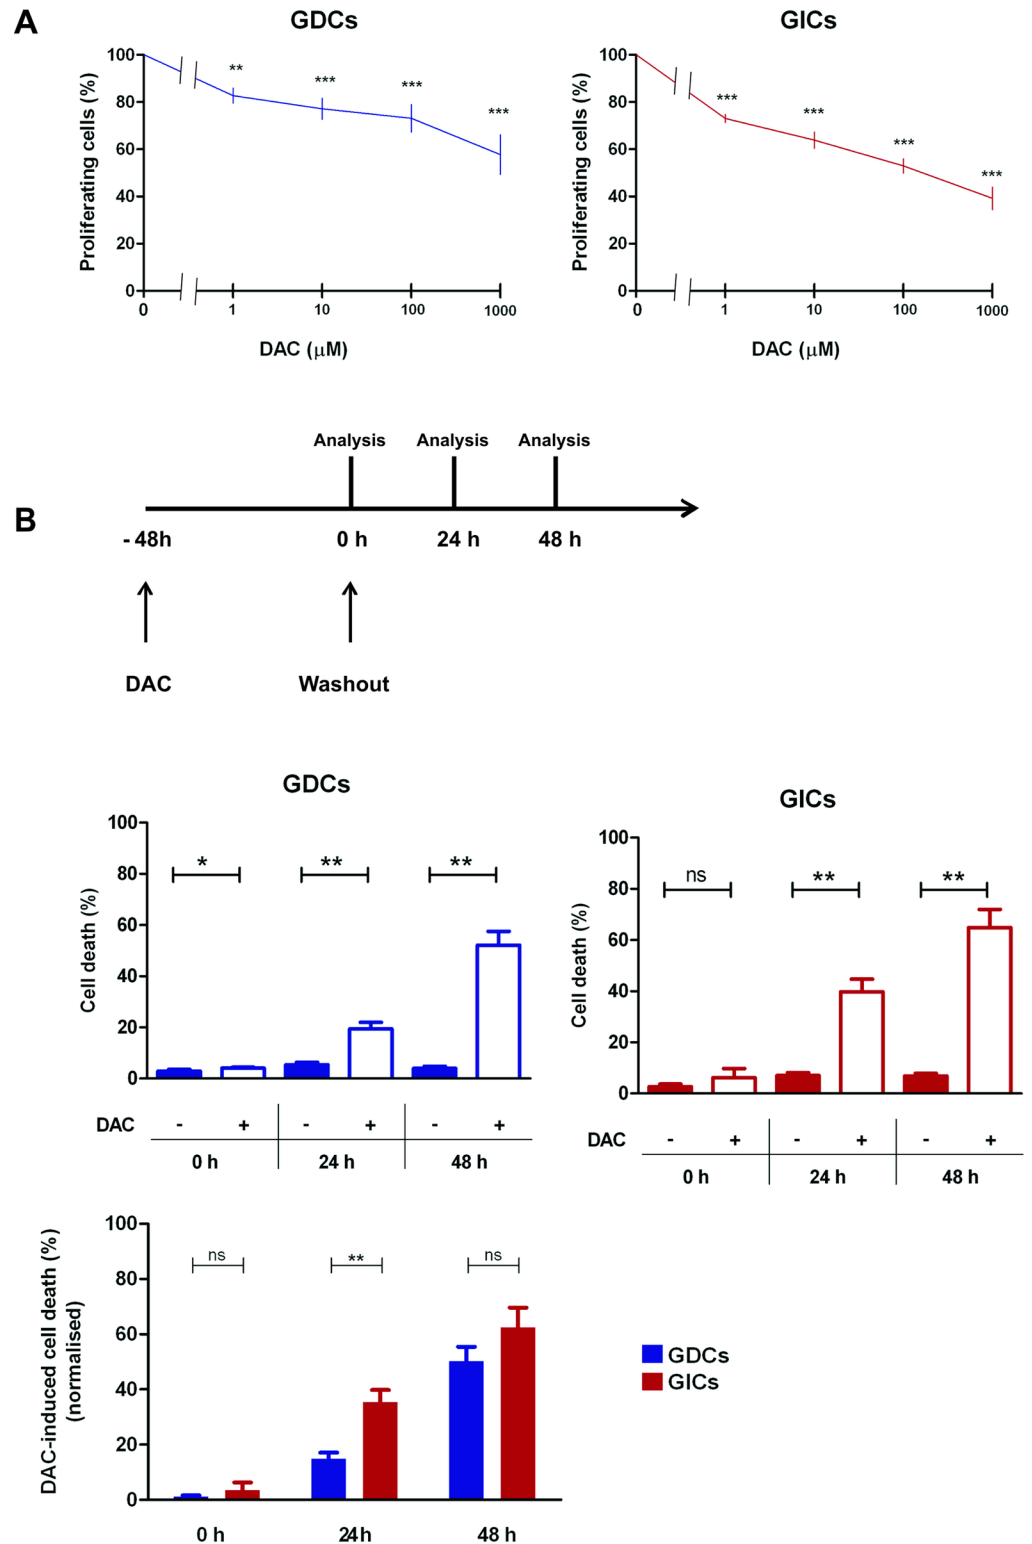 A
GDCs
GICs
Proliferating cells (%)
100
80
60
40
20
0
**
***
***
***
0
1
10
100
1000
DAC (μM)
Proliferating cells (%)
100
80
60
40
20
0
***
***
***
***
0
1
10
100
1000
DAC (μM)
B
Analysis
Analysis
Analysis
- 48h
0 h
24 h
48 h
DAC
Washout
GDCs
Cell death (%)
100
80
60
40
20
0
*
**
**
DAC - + - + - +
0 h
24 h
48 h
GICs
Cell death (%)
100
80
60
40
20
0
ns
**
**
DAC - + - + - +
0 h
24 h
48 h
DAC-induced cell death (%)
(normalised)
100
80
60
40
20
0
ns
**
ns
0 h
24h
48 h
GDCs
GICs